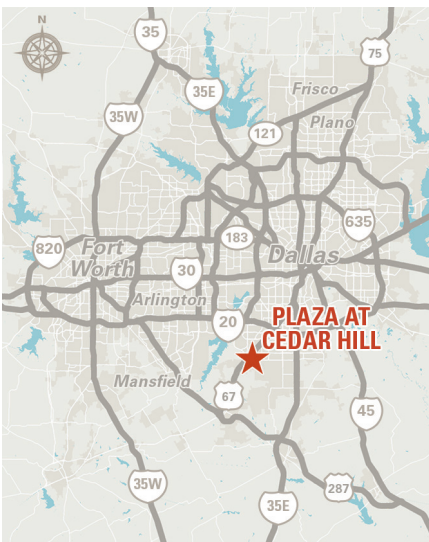 N
35
75
35E
Frisco
35W
Plano
121
635
183
820
Fort
Worth
Dallas
30
Arlington
20
PLAZA AT
CEDAR HILL
Mansfield
67
45
35W
287
35E